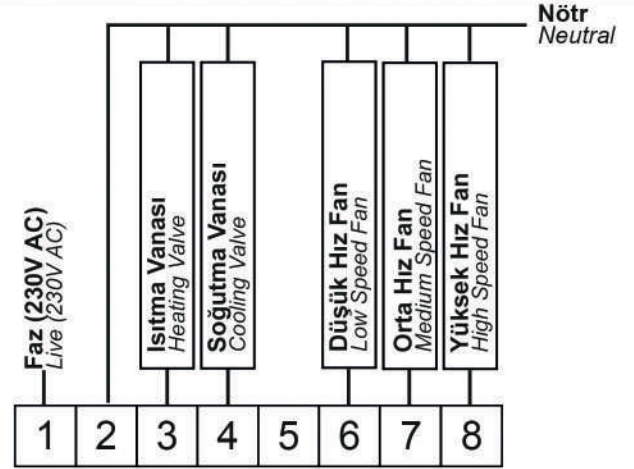 Nötr
Neutral
Faz (230V AC)
Live (230V AC)
Isıtma Vanası
Heating Valve
Soğutma Vanası
Cooling Valve
Düşük Hız Fan
Low Speed Fan
Orta Hız Fan
Medium Speed Fan
Yüksek Hız Fan
High Speed Fan
1 2 3 4 5 6 7 8